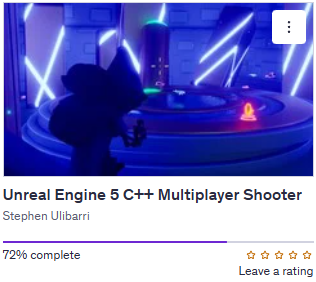 Unreal Engine 5 C++ Multiplayer Shooter
Stephen Ulibarri
72% complete
Leave a rating